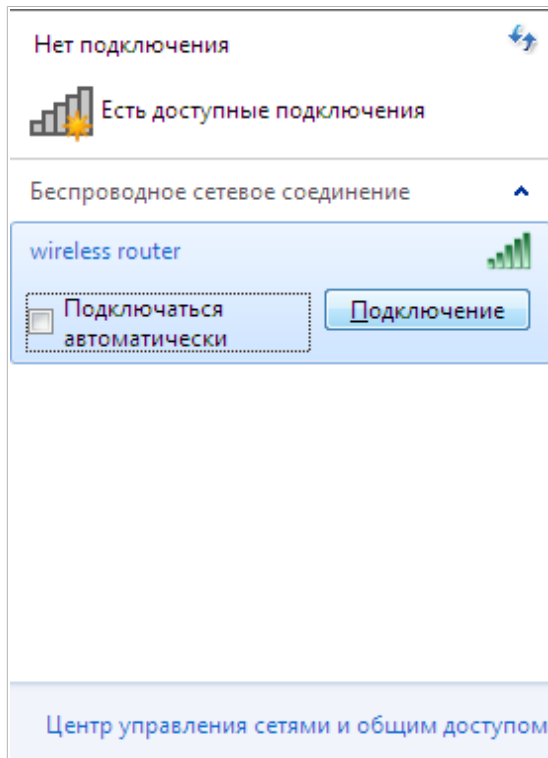 Нет подключения
Есть доступные подключения
Беспроводное сетевое соединение
wireless router
Подключаться
автоматически
Подключение
Центр управления сетями и общим доступом